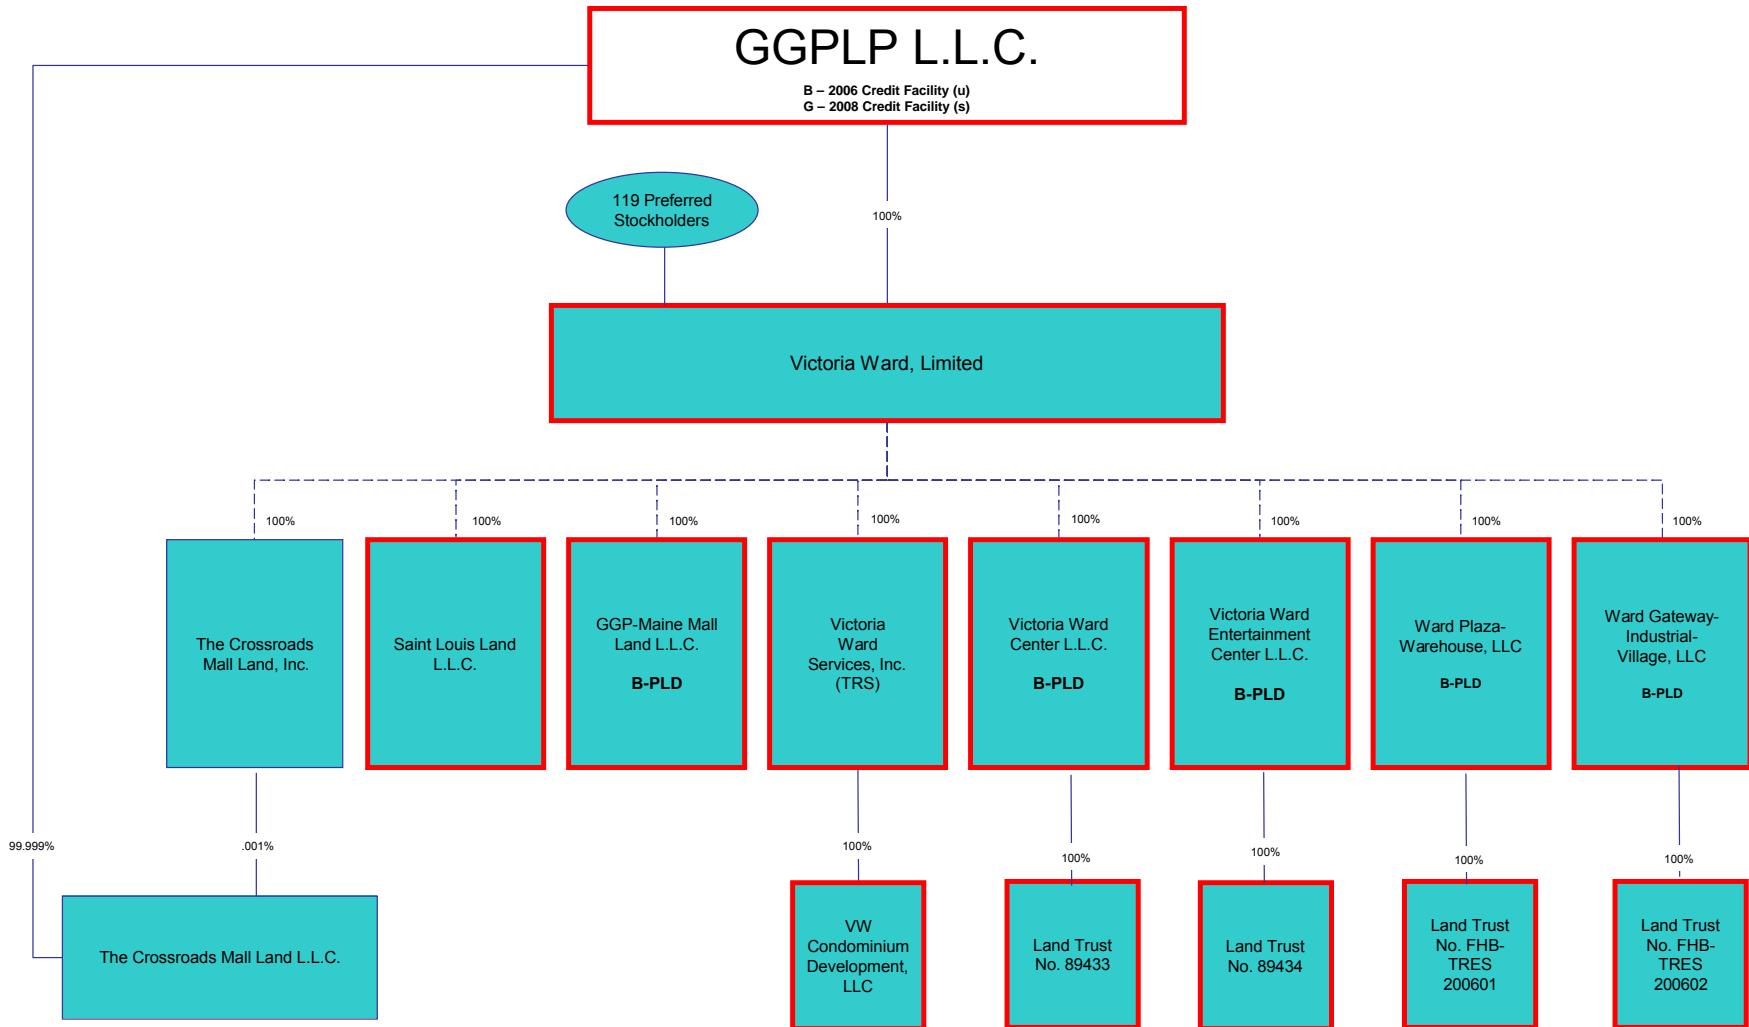 GGPLP L.L.C.
B – 2006 Credit Facility (u)
G – 2008 Credit Facility (s)
119 Preferred
Stockholders
100%
Victoria Ward, Limited
100%
100%
100%
100%
100%
100%
100%
100%
The Crossroads
Mall Land, Inc.
Saint Louis Land
L.L.C.
GGP-Maine Mall
Land L.L.C.
B-PLD
Victoria
Ward
Services, Inc.
(TRS)
Victoria Ward
Center L.L.C.
B-PLD
Victoria Ward
Entertainment
Center L.L.C.
B-PLD
Ward Plaza-
Warehouse, LLC
B-PLD
Ward Gateway-
Industrial-
Village, LLC
B-PLD
99.999%
.001%
100%
100%
100%
100%
100%
The Crossroads Mall Land L.L.C.
VW
Condominium
Development,
LLC
Land Trust
No. 89433
Land Trust
No. 89434
Land Trust
No. FHB-
TRES
200601
Land Trust
No. FHB-
TRES
200602